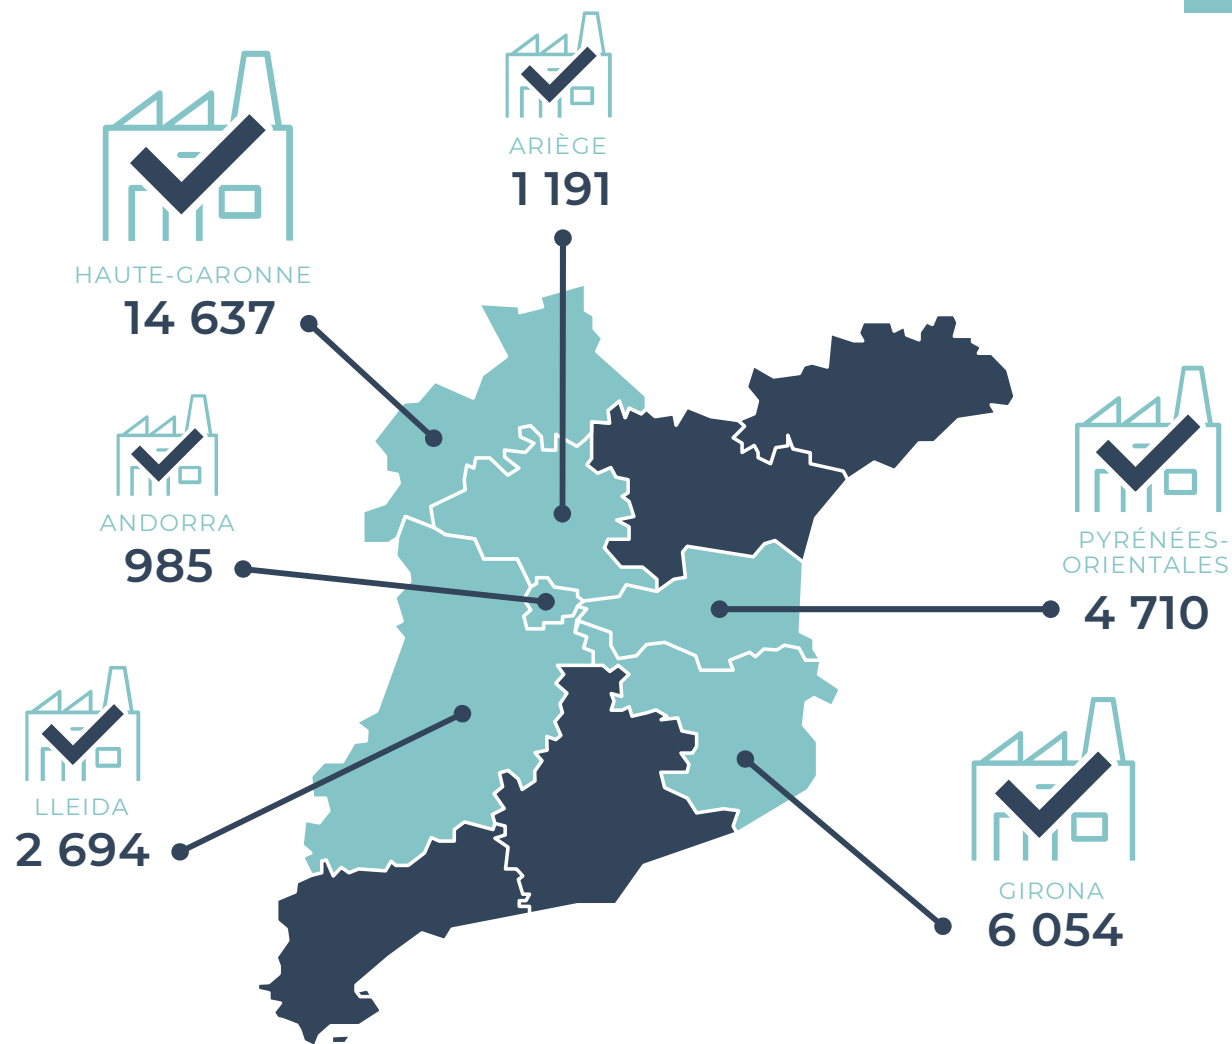 ARIÈGE
1 191
HAUTE-GARONNE
14 637
ANDORRA
985
PYRÉNÉES-
ORIENTALES
4 710
LLEIDA
2 694
GIRONA
6 054